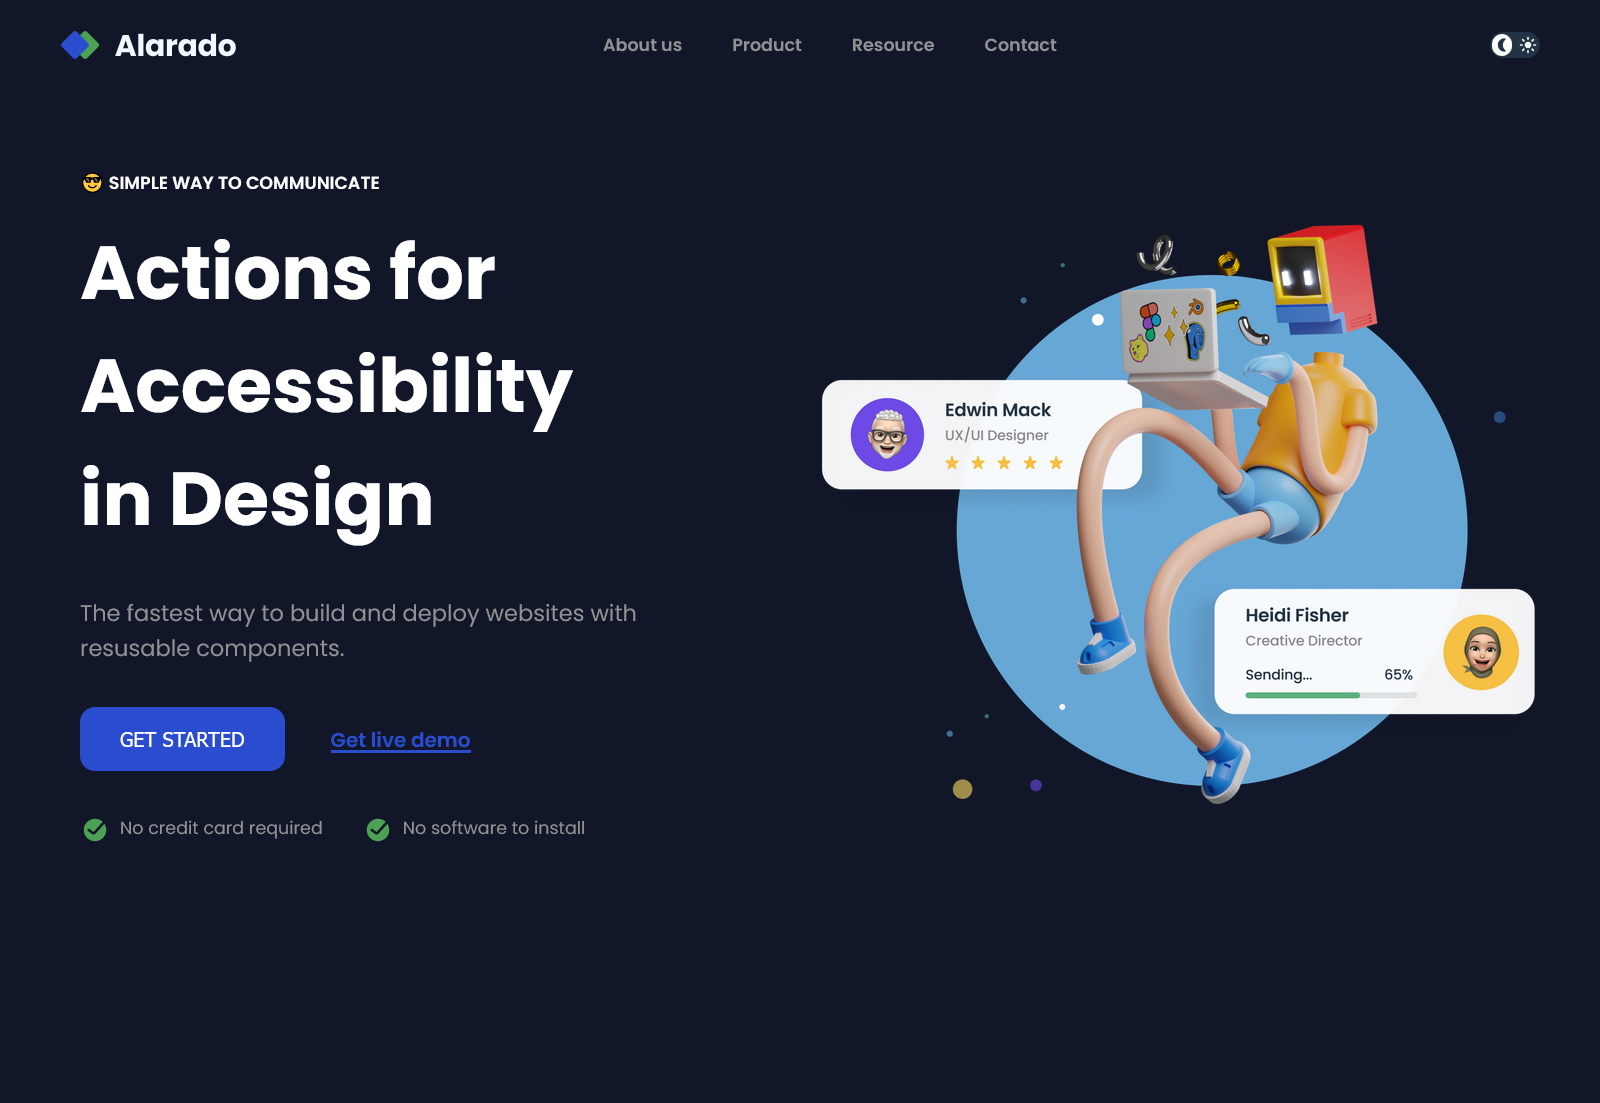 Alarado
About us
Product
Resource
Contact
SIMPLE WAY TO COMMUNICATE
Actions for
Accessibility
in Design
The fastest way to build and deploy websites with
resusable components.
GET STARTED
Get live demo
No credit card required
No software to install
Edwin Mack
UX/UI Designer
Heidi Fisher
Creative Director
Sending...
65%